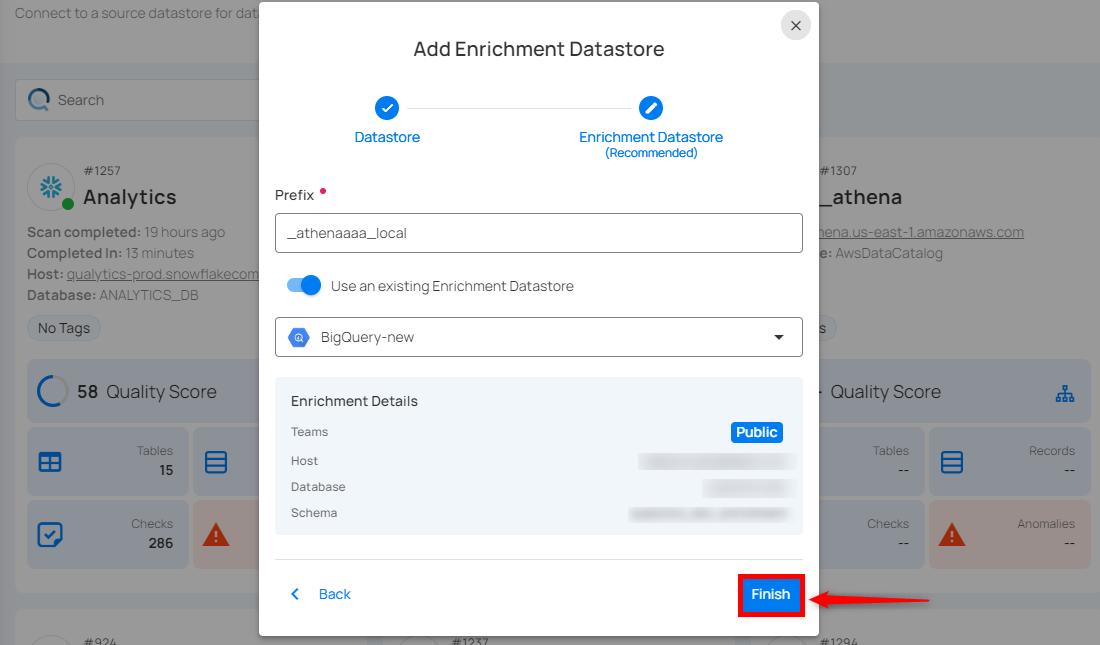 Connect to a source datastore for dat
Add Enrichment Datastore
Search
Datastore
Enrichment Datastore
(Recommended)
#1257
Analytics
Scan completed: 19 hours ago
Completed In: 13 minutes
Host: qualytics-prod.snowflakecom
Database: ANALYTICS_DB
No Tags
58 Quality Score
Tables
15
Checks
286
Prefix
_athenaaaa_local
Use an existing Enrichment Datastore
BigQuery-new
Enrichment Details
Teams
Public
Host
Database
Schema
Back
Finish
#1307
_athena
hena.us-east-1.amazonaws.com
e: AwsDataCatalog
s
- Quality Score
Tables
--
Records
--
Checks
--
Anomalies
--
#924
#1237
#1294